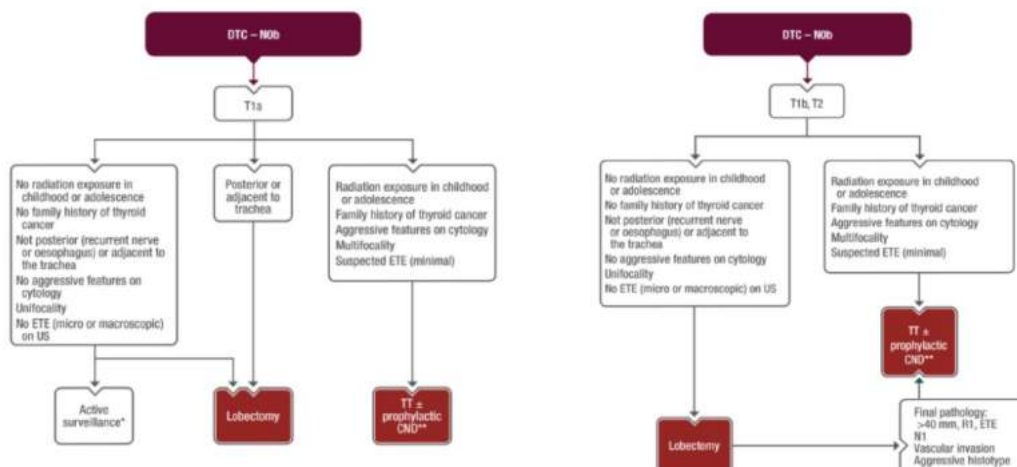 DTC – N0b
T1a
No radiation exposure in
childhood or adolescence
No family history of thyroid
cancer
Not posterior (recurrent nerve
or oesophagus) or adjacent to
the trachea
No aggressive features on
cytology
Unifocality
No ETE (micro or macroscopic)
on US
Posterior or
adjacent to
trachea
Radiation exposure in childhood
or adolescence
Family history of thyroid cancer
Aggressive features on cytology
Multifocality
Suspected ETE (minimal)
Active
surveillance*
Lobectomy
TT ±
prophylactic
CND**
DTC – N0b
T1b, T2
No radiation exposure in childhood
or adolescence
No family history of thyroid cancer
Not posterior (recurrent nerve
or oesophagus) or adjacent to
the trachea
No aggressive features on cytology
Unifocality
No ETE (micro or macroscopic) on US
Radiation exposure in childhood
or adolescence
Family history of thyroid cancer
Aggressive features on cytology
Multifocality
Suspected ETE (minimal)
TT ±
prophylactic
CND**
Lobectomy
Final pathology:
>40 mm, R1, ETE
N1
Vascular invasion
Aggressive histotype